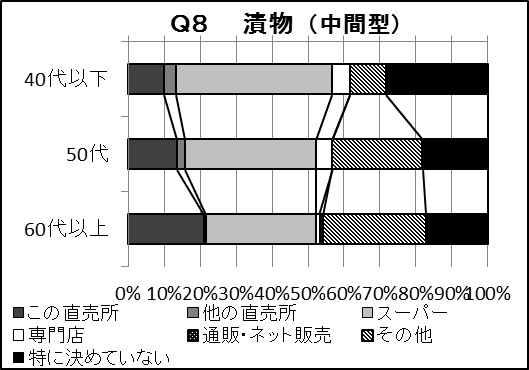 Q8 漬物（中間型）
40代以下
50代
60代以上
0% 10%20%30%40%50%60%70%80%90%100%
この直売所 他の直売所 スーパー
専門店 通販・ネット販売 その他
特に決めていない